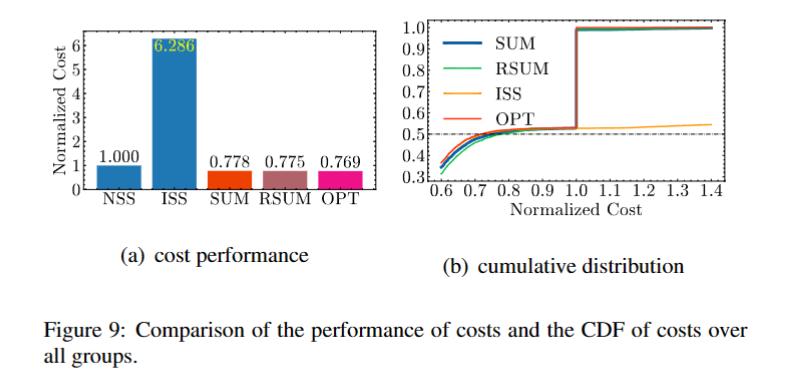 Normalized Cost
6
5
4
3
2
1
0
1.000
6.286
0.778
0.775
0.769
NSS ISS SUM RSUM OPT
(a) cost performance
1.0
0.9
0.8
0.7
0.6
0.5
0.4
0.3
SUM
RSUM
ISS
OPT
0.6 0.7 0.8 0.9 1.0 1.1 1.2 1.3 1.4
Normalized Cost
(b) cumulative distribution
Figure 9: Comparison of the performance of costs and the CDF of costs over
all groups.